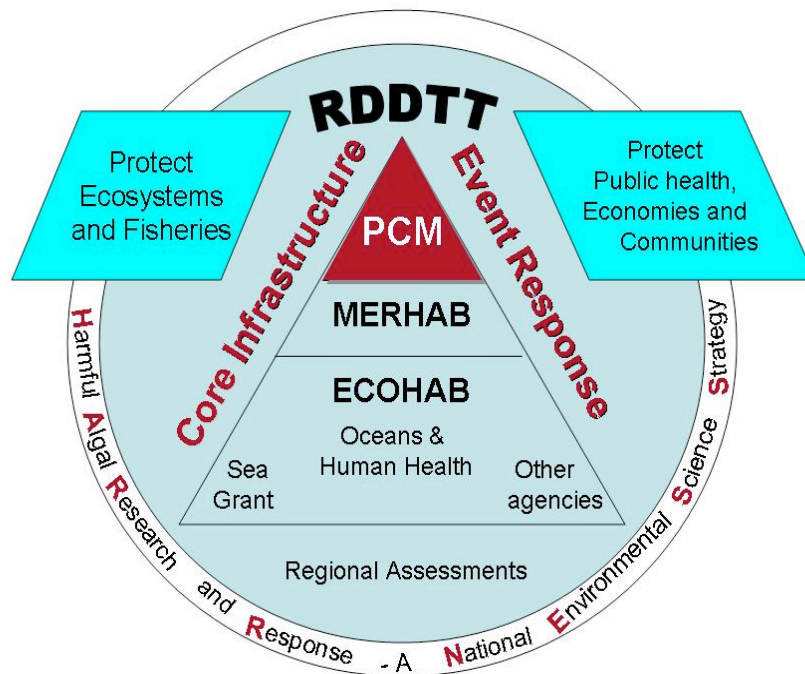 RDDTT
Protect
Ecosystems
and Fisheries
Protect
Public health,
Economies and
Communities
Core Infrastructure
Event Response
PCM
MERHAB
ECOHAB
Oceans &
Human Health
Sea
Grant
Other
agencies
Regional Assessments
Harmful Algal Research and Response - A National Environmental Science Strategy